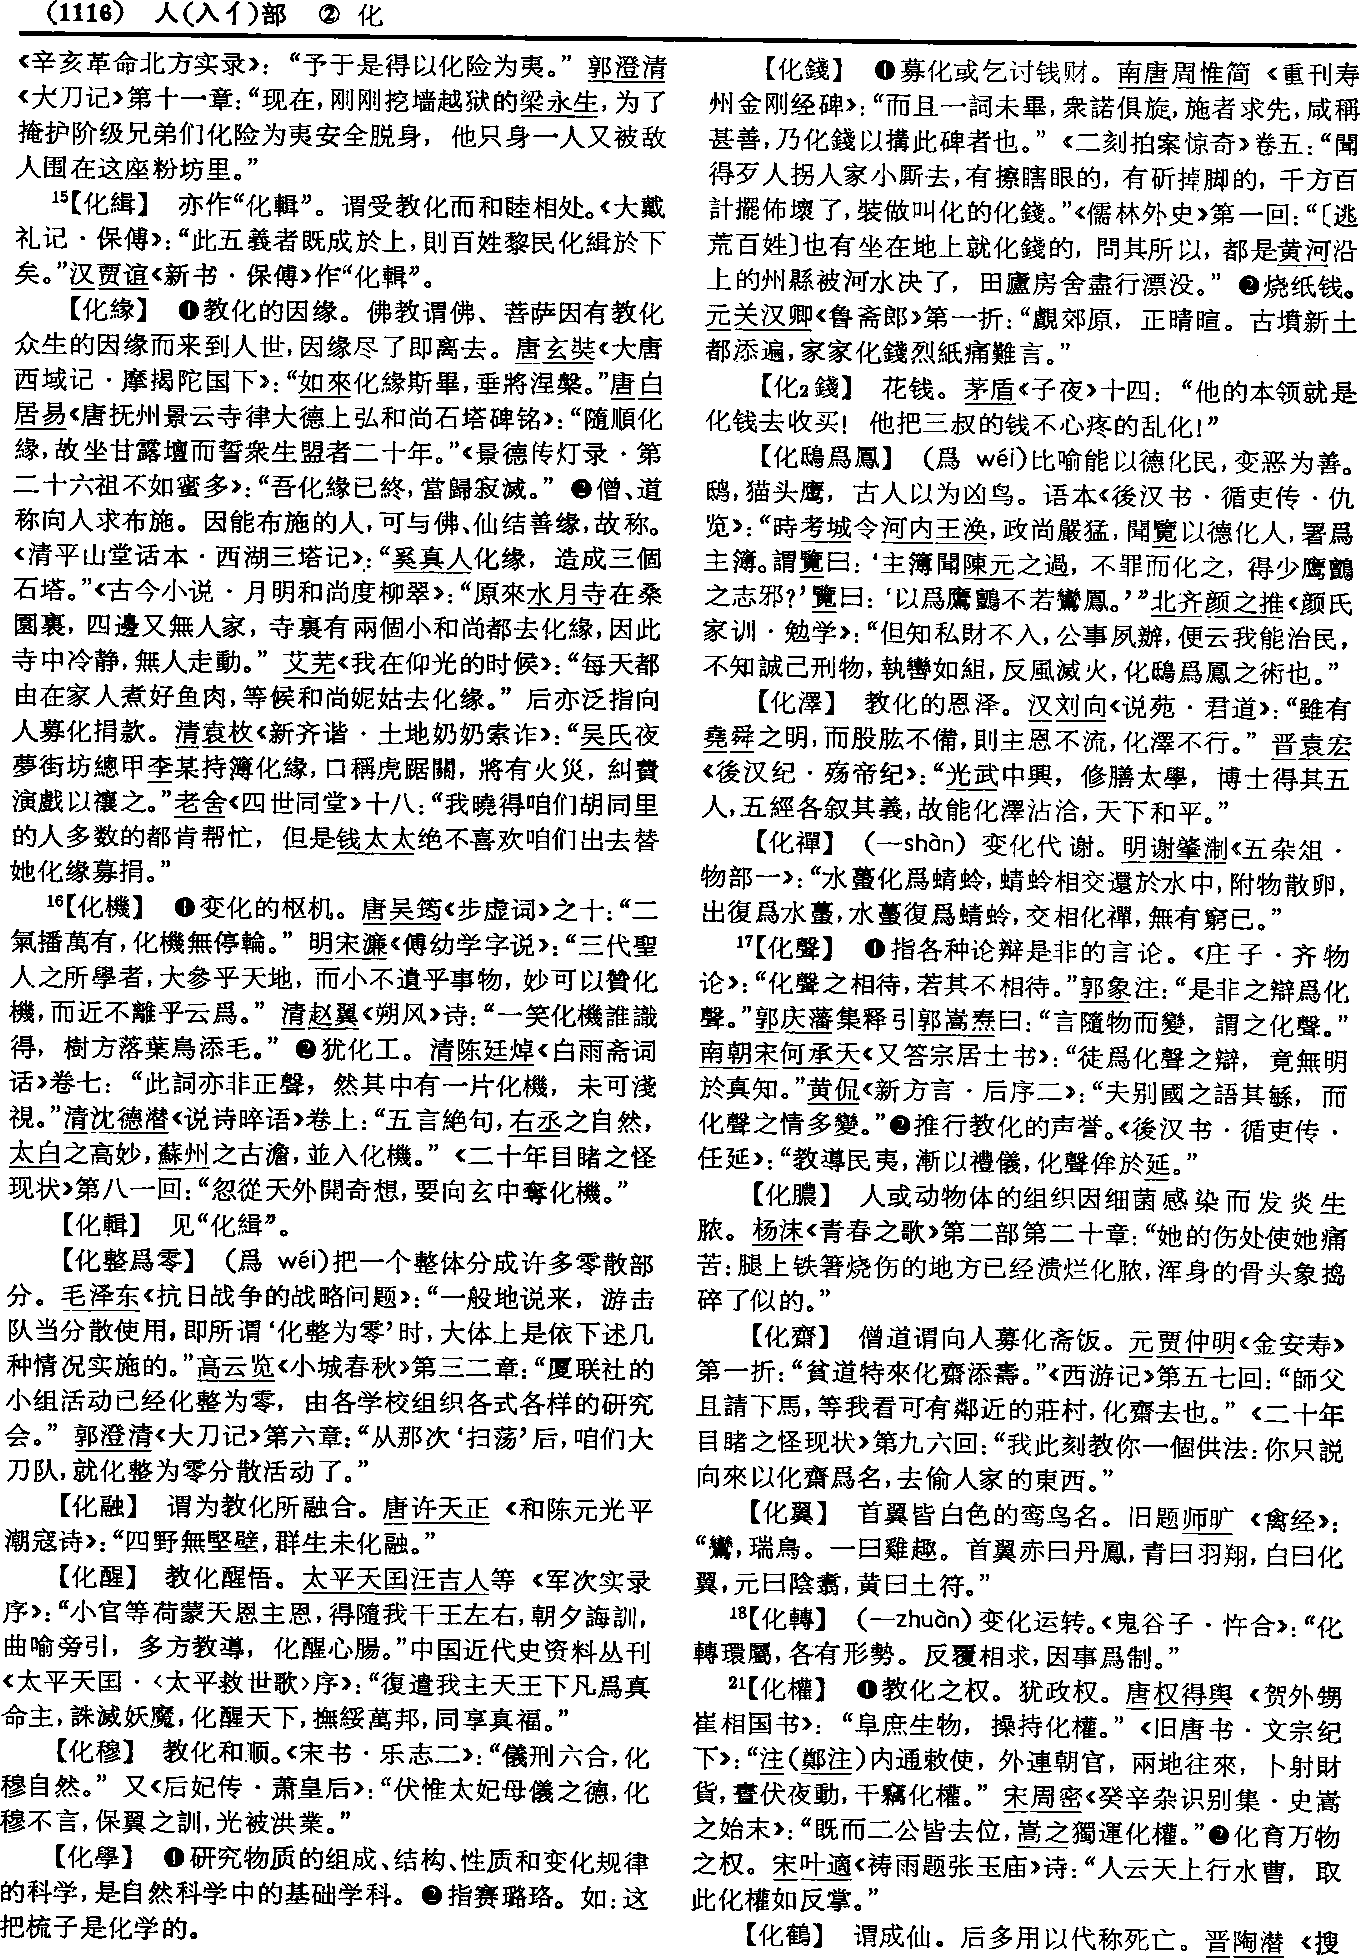 (1116) 人(入亻)部 ② 化
《辛亥革命北方实录》：“予于是得以化险为夷。” 郭澄清
《大刀记》第十一章：“现在，刚刚挖墙越狱的梁永生，为了
掩护阶级兄弟们化险为夷安全脱身， 他只身一人又被敌
人围在这座粉坊里。”
15【化緝】 亦作“化輯”。谓受教化而和睦相处。《大戴
礼记·保傅》：“此五義者既成於上，則百姓黎民化緝於下
矣。”汉贾谊《新书·保傅》作“化輯”。
【化緣】 ❶教化的因缘。佛教谓佛、菩萨因有教化
众生的因缘而来到人世，因缘尽了即离去。唐玄奘《大唐
西域记·摩揭陀国下》：“如來化緣斯畢，垂將涅槃。”唐白
居易《唐抚州景云寺律大德上弘和尚石塔碑铭》：“隨順化
緣，故坐甘露壇而誓衆生盟者二十年。”《景德传灯录·第
二十六祖不如蜜多》：“吾化緣已終，當歸寂滅。” ❷僧、道
称向人求布施。因能布施的人，可与佛、仙结善缘，故称。
《清平山堂话本·西湖三塔记》：“奚真人化缘， 造成三個
石塔。”《古今小说·月明和尚度柳翠》：“原來水月寺在桑
園裏，四邊又無人家，寺裏有兩個小和尚都去化緣，因此
寺中冷静，無人走動。” 艾芜《我在仰光的时候》：“每天都
由在家人煮好鱼肉，等候和尚妮姑去化缘。” 后亦泛指向
人募化捐款。清袁枚《新齐谐·土地奶奶索诈》：“吴氏夜
夢街坊總甲李某持簿化緣，口稱虎踞關，將有火災，糾費
演戲以禳之。”老舍《四世同堂》十八：“我曉得咱们胡同里
的人多数的都肯帮忙， 但是钱太太绝不喜欢咱们出去替
她化缘募捐。”
16【化機】 ❶变化的枢机。唐吴筠《步虚词》之十：“二
氣播萬有，化機無停輪。” 明宋濂《傅幼学字说》：“三代聖
人之所學者，大參乎天地，而小不遺乎事物，妙可以贊化
機，而近不離乎云爲。” 清赵翼《朔风》诗：“一笑化機誰識
得，樹方落葉鳥添毛。” ❷犹化工。清陈廷焯《白雨斋词
话》卷七：“此詞亦非正聲，然其中有一片化機，未可淺
視。”清沈德潜《说诗晬语》卷上：“五言絶句，右丞之自然，
太白之高妙，蘇州之古澹，並入化機。” 《二十年目睹之怪
现状》第八一回：“忽從天外開奇想，要向玄中奪化機。”
【化輯】 见“化緝”。
【化整爲零】 (爲 wéi)把一个整体分成许多零散部
分。毛泽东《抗日战争的战略问题》：“一般地说来， 游击
队当分散使用，即所谓‘化整为零’时，大体上是依下述几
种情况实施的。”高云览《小城春秋》第三二章：“厦联社的
小组活动已经化整为零， 由各学校组织各式各样的研究
会。” 郭澄清《大刀记》第六章：“从那次‘扫荡’后，咱们大
刀队，就化整为零分散活动了。”
【化融】 谓为教化所融合。唐许天正 《和陈元光平
潮寇诗》：“四野無堅壁，群生未化融。”
【化醒】 教化醒悟。太平天囯汪吉人等 《军次实录
序》：“小官等荷蒙天恩主恩，得隨我干王左右，朝夕誨訓，
曲喻旁引， 多方教導， 化醒心腸。”中国近代史资料丛刊
《太平天囯·〈太平救世歌〉序》：“復遣我主天王下凡爲真
命主，誅滅妖魔，化醒天下，撫綏萬邦，同享真福。”
【化穆】 教化和顺。《宋书·乐志二》：“儀刑六合，化
穆自然。” 又《后妃传·萧皇后》：“伏惟太妃母儀之德，化
穆不言，保翼之訓，光被洪業。”
【化學】 ❶研究物质的组成、结构、性质和变化规律
的科学，是自然科学中的基础学科。❷指赛璐珞。如：这
把梳子是化学的。
【化錢】 ❶募化或乞讨钱财。南唐周惟简 《重刊寿
州金刚经碑》：“而且一詞未畢，衆諾俱旋，施者求先，咸稱
甚善，乃化錢以搆此碑者也。” 《二刻拍案惊奇》卷五：“聞
得歹人拐人家小厮去，有擦瞎眼的，有斫掉脚的，千方百
計擺佈壞了，裝做叫化的化錢。”《儒林外史》第一回：“〔逃
荒百姓〕也有坐在地上就化錢的，問其所以，都是黄河沿
上的州縣被河水决了， 田廬房舍盡行漂没。” ❷烧纸钱。
元关汉卿《鲁斋郎》第一折：“覷郊原， 正晴暄。古墳新土
都添遍，家家化錢烈紙痛難言。”
【化2錢】 花钱。茅盾《子夜》十四：“他的本领就是
化钱去收买！他把三叔的钱不心疼的乱化！”
【化鴟爲鳳】 (爲 wéi)比喻能以德化民，变恶为善。
鸱，猫头鹰，古人以为凶鸟。语本《後汉书·循吏传·仇
览》：“時考城令河内王涣，政尚嚴猛，聞覽以德化人，署爲
主簿。謂覽曰：‘主簿聞陳元之過，不罪而化之，得少鷹鸇
之志邪？’覽曰：‘以爲鷹鸇不若鸞鳳。’”北齐颜之推《颜氏
家训·勉学》：“但知私財不入，公事夙辦，便云我能治民，
不知誠己刑物，執轡如組，反風滅火，化鴟爲鳳之術也。”
【化澤】 教化的恩泽。汉刘向《说苑·君道》：“雖有
堯舜之明，而股肱不備，則主恩不流，化澤不行。” 晋袁宏
《後汉纪·殇帝纪》：“光武中興， 修膳太學， 博士得其五
人，五經各叙其義，故能化澤沾洽，天下和平。”
【化禪】 (—shàn) 变化代谢。明谢肇淛《五杂俎·
物部一》：“水蠆化爲蜻蛉，蜻蛉相交還於水中，附物散卵，
出復爲水蠆，水蠆復爲蜻蛉，交相化禪，無有窮已。”
17【化聲】 ❶指各种论辩是非的言论。《庄子·齐物
论》：“化聲之相待，若其不相待。”郭象注：“是非之辯爲化
聲。”郭庆藩集释引郭嵩焘曰：“言隨物而變， 謂之化聲。”
南朝宋何承天《又答宗居士书》：“徒爲化聲之辯， 竟無明
於真知。”黄侃《新方言·后序二》：“夫别國之語其緐， 而
化聲之情多變。”❷推行教化的声誉。《後汉书·循吏传·
任延》：“教導民夷，漸以禮儀，化聲侔於延。”
【化膿】 人或动物体的组织因细菌感染而发炎生
脓。杨沫《青春之歌》第二部第二十章：“她的伤处使她痛
苦：腿上铁箸烧伤的地方已经溃烂化脓，浑身的骨头象捣
碎了似的。”
【化齋】 僧道谓向人募化斋饭。元贾仲明《金安寿》
第一折：“貧道特來化齋添壽。”《西游记》第五七回：“師父
且請下馬，等我看可有鄰近的莊村，化齋去也。” 《二十年
目睹之怪现状》第九六回：“我此刻教你一個供法：你只説
向來以化齋爲名，去偷人家的東西。”
【化翼】 首翼皆白色的鸾鸟名。旧题师旷 《禽经》：
“鸞，瑞鳥。一曰雞趣。首翼赤曰丹鳳，青曰羽翔，白曰化
翼，元曰陰翥，黄曰土符。”
18【化轉】 (—zhuǎn)变化运转。《鬼谷子·忤合》：“化
轉環屬，各有形勢。反覆相求，因事爲制。”
21【化權】 ❶教化之权。犹政权。唐权得舆 《贺外甥
崔相国书》：“阜庶生物， 操持化權。” 《旧唐书·文宗纪
下》：“注(鄭注)内通敕使，外連朝官，兩地往來，卜射財
貨，晝伏夜動，干竊化權。” 宋周密《癸辛杂识别集·史嵩
之始末》：“既而二公皆去位，嵩之獨運化權。”❷化育万物
之权。宋叶適《祷雨题张王庙》诗：“人云天上行水曹， 取
此化權如反掌。”
【化鶴】 谓成仙。后多用以代称死亡。晋陶潜 《搜